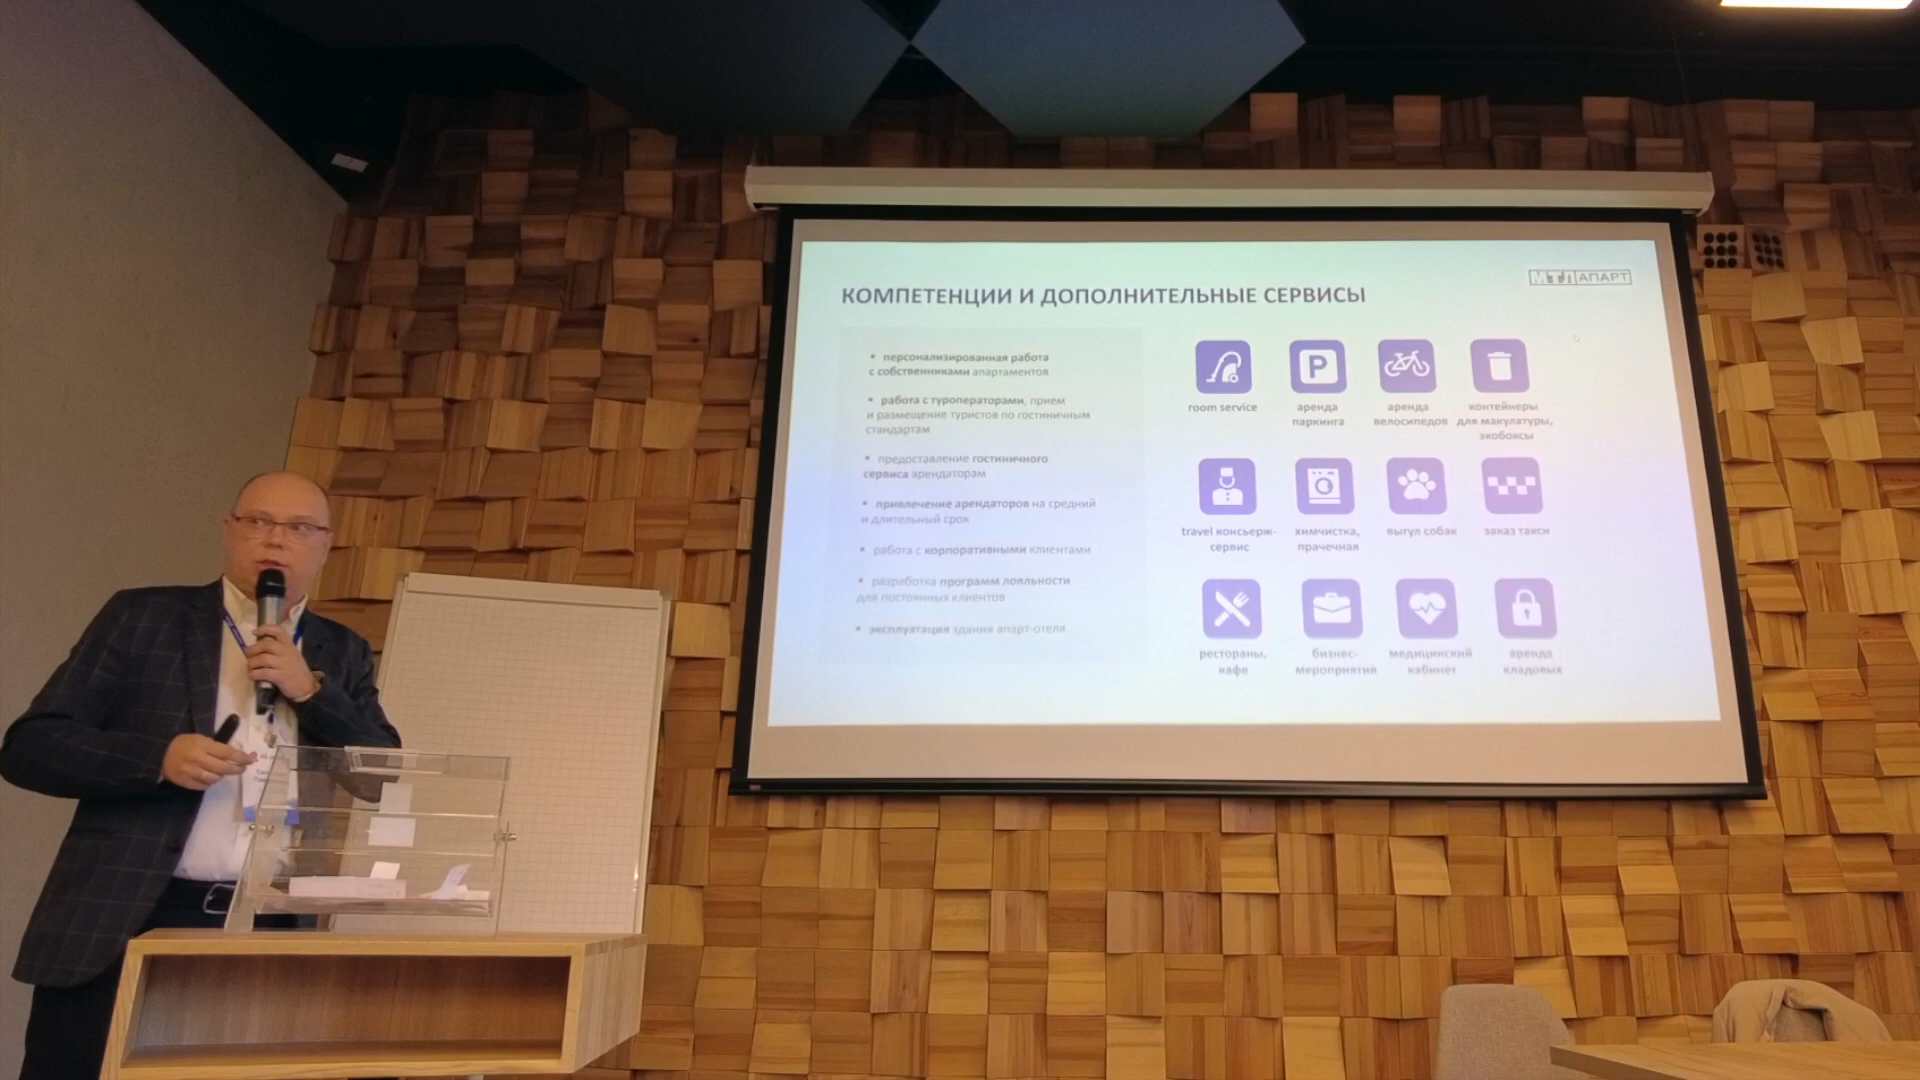 МТЛ АПАРТ
КОМПЕТЕНЦИИ И ДОПОЛНИТЕЛЬНЫЕ СЕРВИСЫ
• персонализированная работа
с собственниками апартаментов
• работа с туроператорами, прием
и размещение туристов по гостиничным
стандартам
• предоставление гостиничного
сервиса арендаторам
• привлечение арендаторов на средний
и длительный срок
• работа с корпоративными клиентами
• разработка программ лояльности
для постоянных клиентов
• эксплуатация здания апарт-отеля
room service
аренда
паркинга
аренда
велосипедов
контейнеры
для макулатуры,
экобоксы
travel консьерж-
сервис
химчистка,
прачечная
выгул собак
заказ такси
рестораны,
кафе
бизнес-
мероприятия
медицинский
кабинет
аренда
кладовых
P